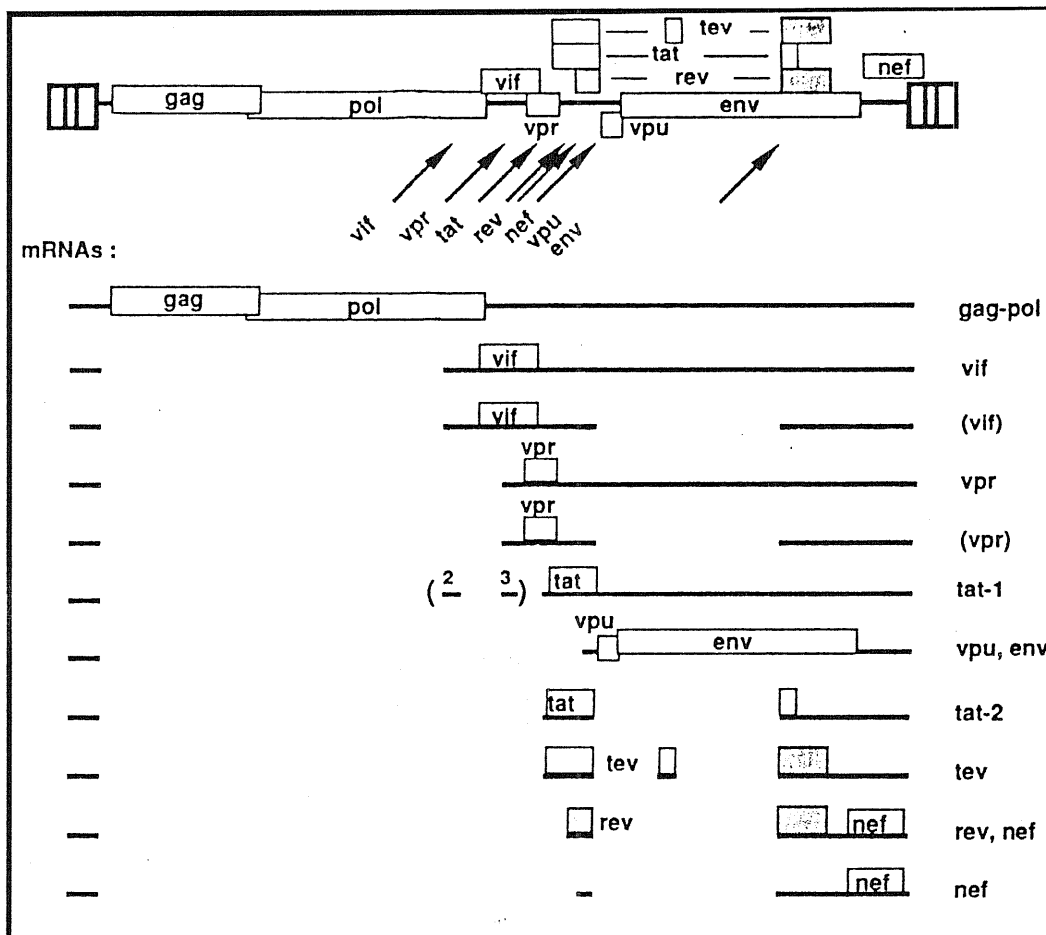 tev
tat
rev
nef
vif
gag
pol
env
vpr
vpu
vif
vpr
tat
rev
nef
vpu
env
mRNAs :
gag
pol
gag-pol
vif
vif
vif
(vif)
vpr
vpr
vpr
(vpr)
( 2 3 ) tat
tat-1
vpu
env
vpu, env
tat
tat-2
tev
tev
rev
nef
rev, nef
nef
nef